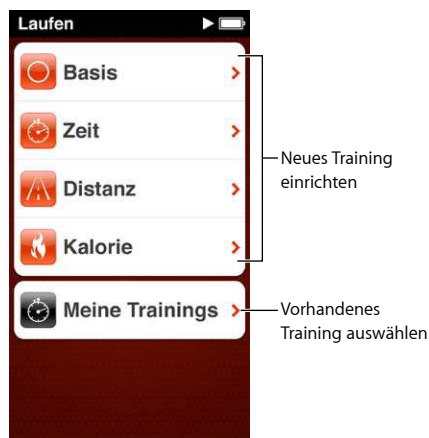 Laufen
Basis
Zeit
Distanz
Kalorie
Meine Trainings
Neues Training
einrichten
Vorhandenes
Training auswählen